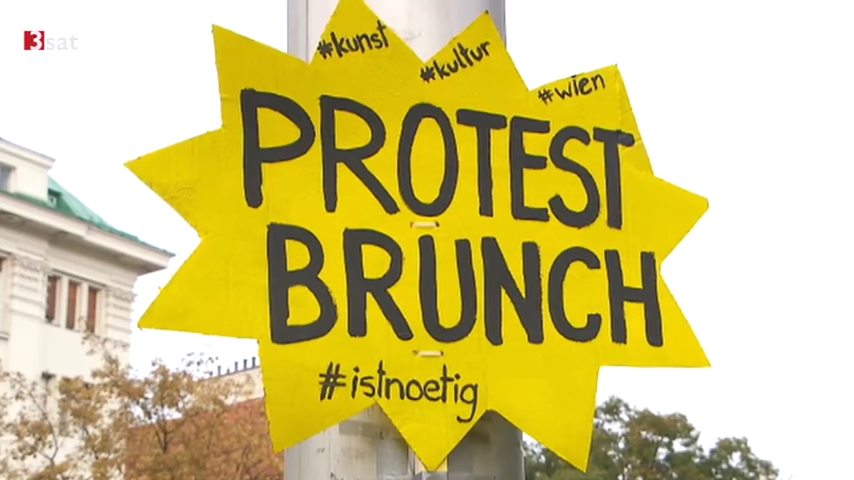 3sat
#kunst
#kultur
#wien
PROTEST
BRUNCH
#istnoetig